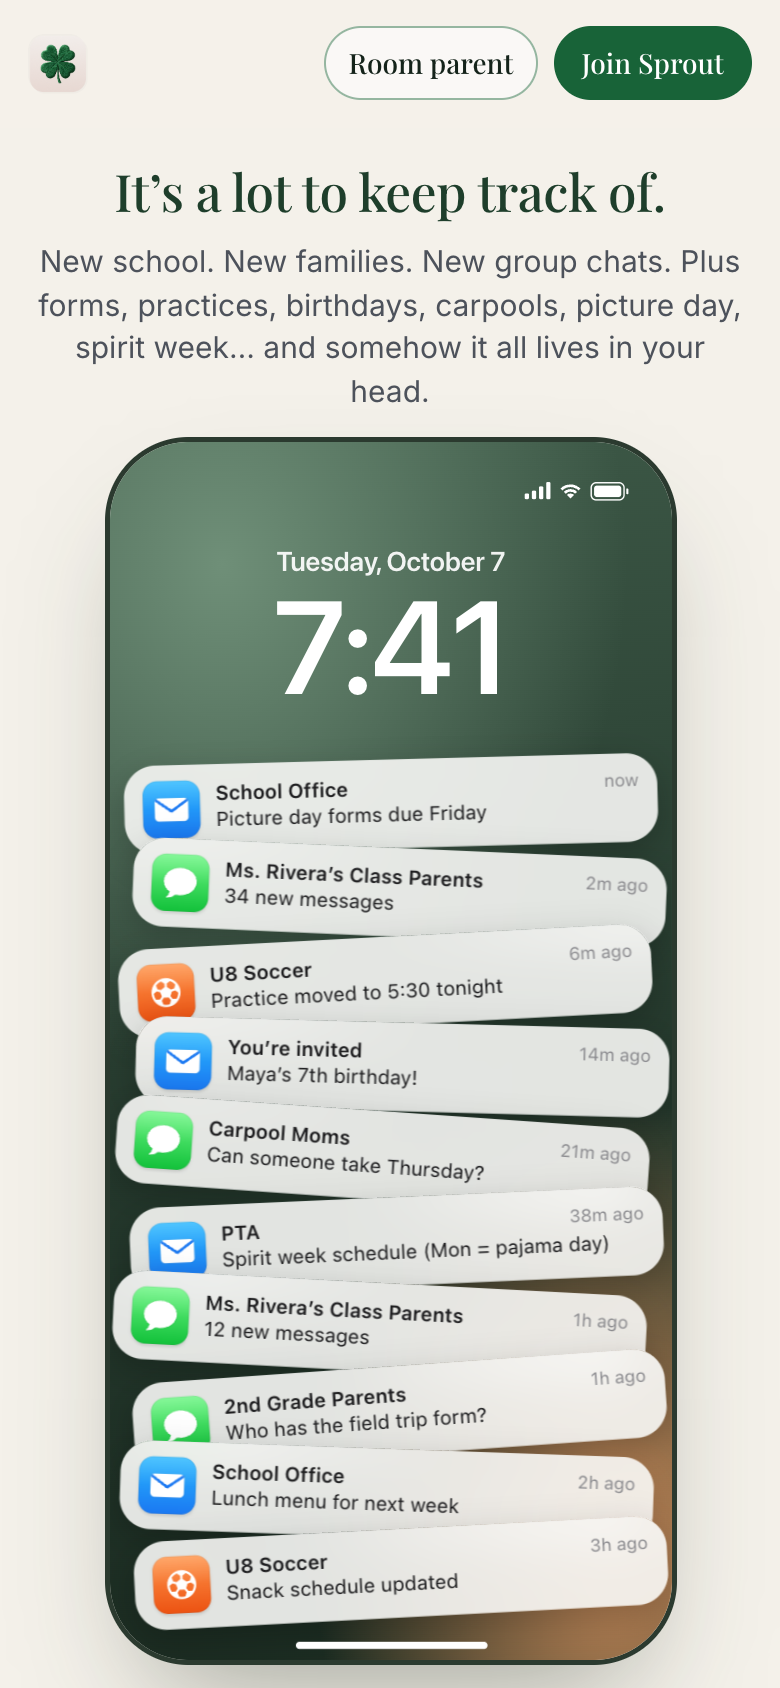 Room parent
Join Sprout
It’s a lot to keep track of.
New school. New families. New group chats. Plus
forms, practices, birthdays, carpools, picture day,
spirit week… and somehow it all lives in your
head.
Tuesday, October 7
7:41
School Office
now
Picture day forms due Friday
Ms. Rivera’s Class Parents
2m ago
34 new messages
U8 Soccer
6m ago
Practice moved to 5:30 tonight
You’re invited
14m ago
Maya’s 7th birthday!
Carpool Moms
21m ago
Can someone take Thursday?
PTA
38m ago
Spirit week schedule (Mon = pajama day)
Ms. Rivera’s Class Parents
1h ago
12 new messages
2nd Grade Parents
1h ago
Who has the field trip form?
School Office
2h ago
Lunch menu for next week
U8 Soccer
3h ago
Snack schedule updated